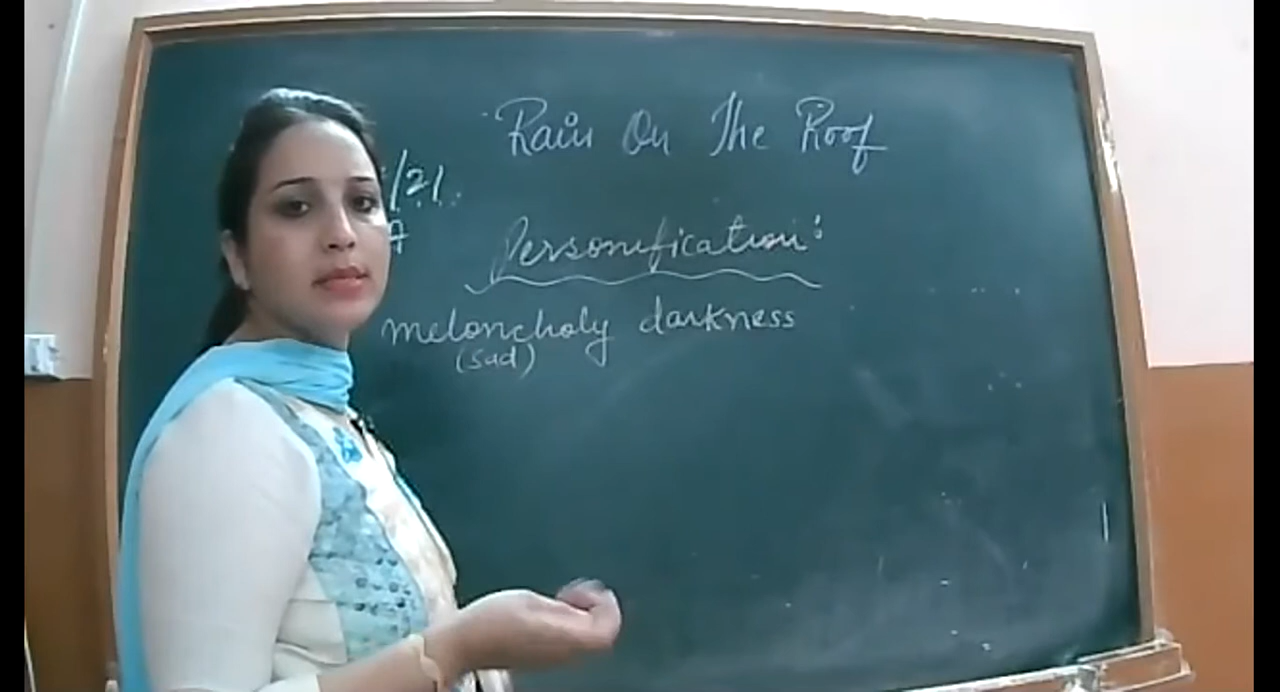 Rain On The Roof
/21
A
Personification:
meloncholy darkness
(sad)